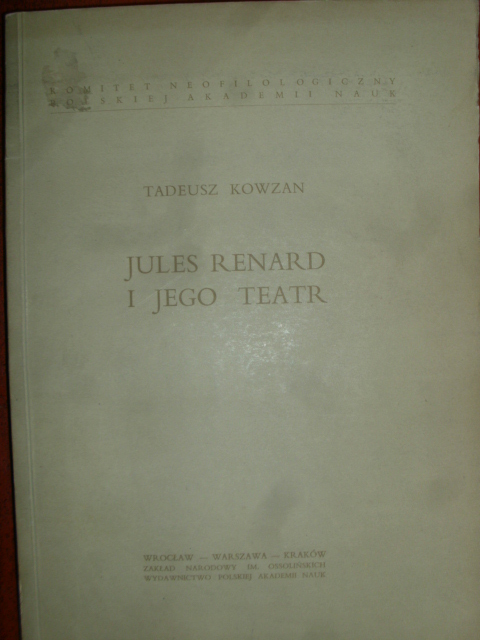 KOMITET NEOFILOLOGICZNY
POLSKIEJ AKADEMII NAUK
TADEUSZ KOWZAN
JULES RENARD
I JEGO TEATR
WROCŁAW — WARSZAWA — KRAKÓW
ZAKŁAD NARODOWY IM. OSSOLIŃSKICH
WYDAWNICTWO POLSKIEJ AKADEMII NAUK